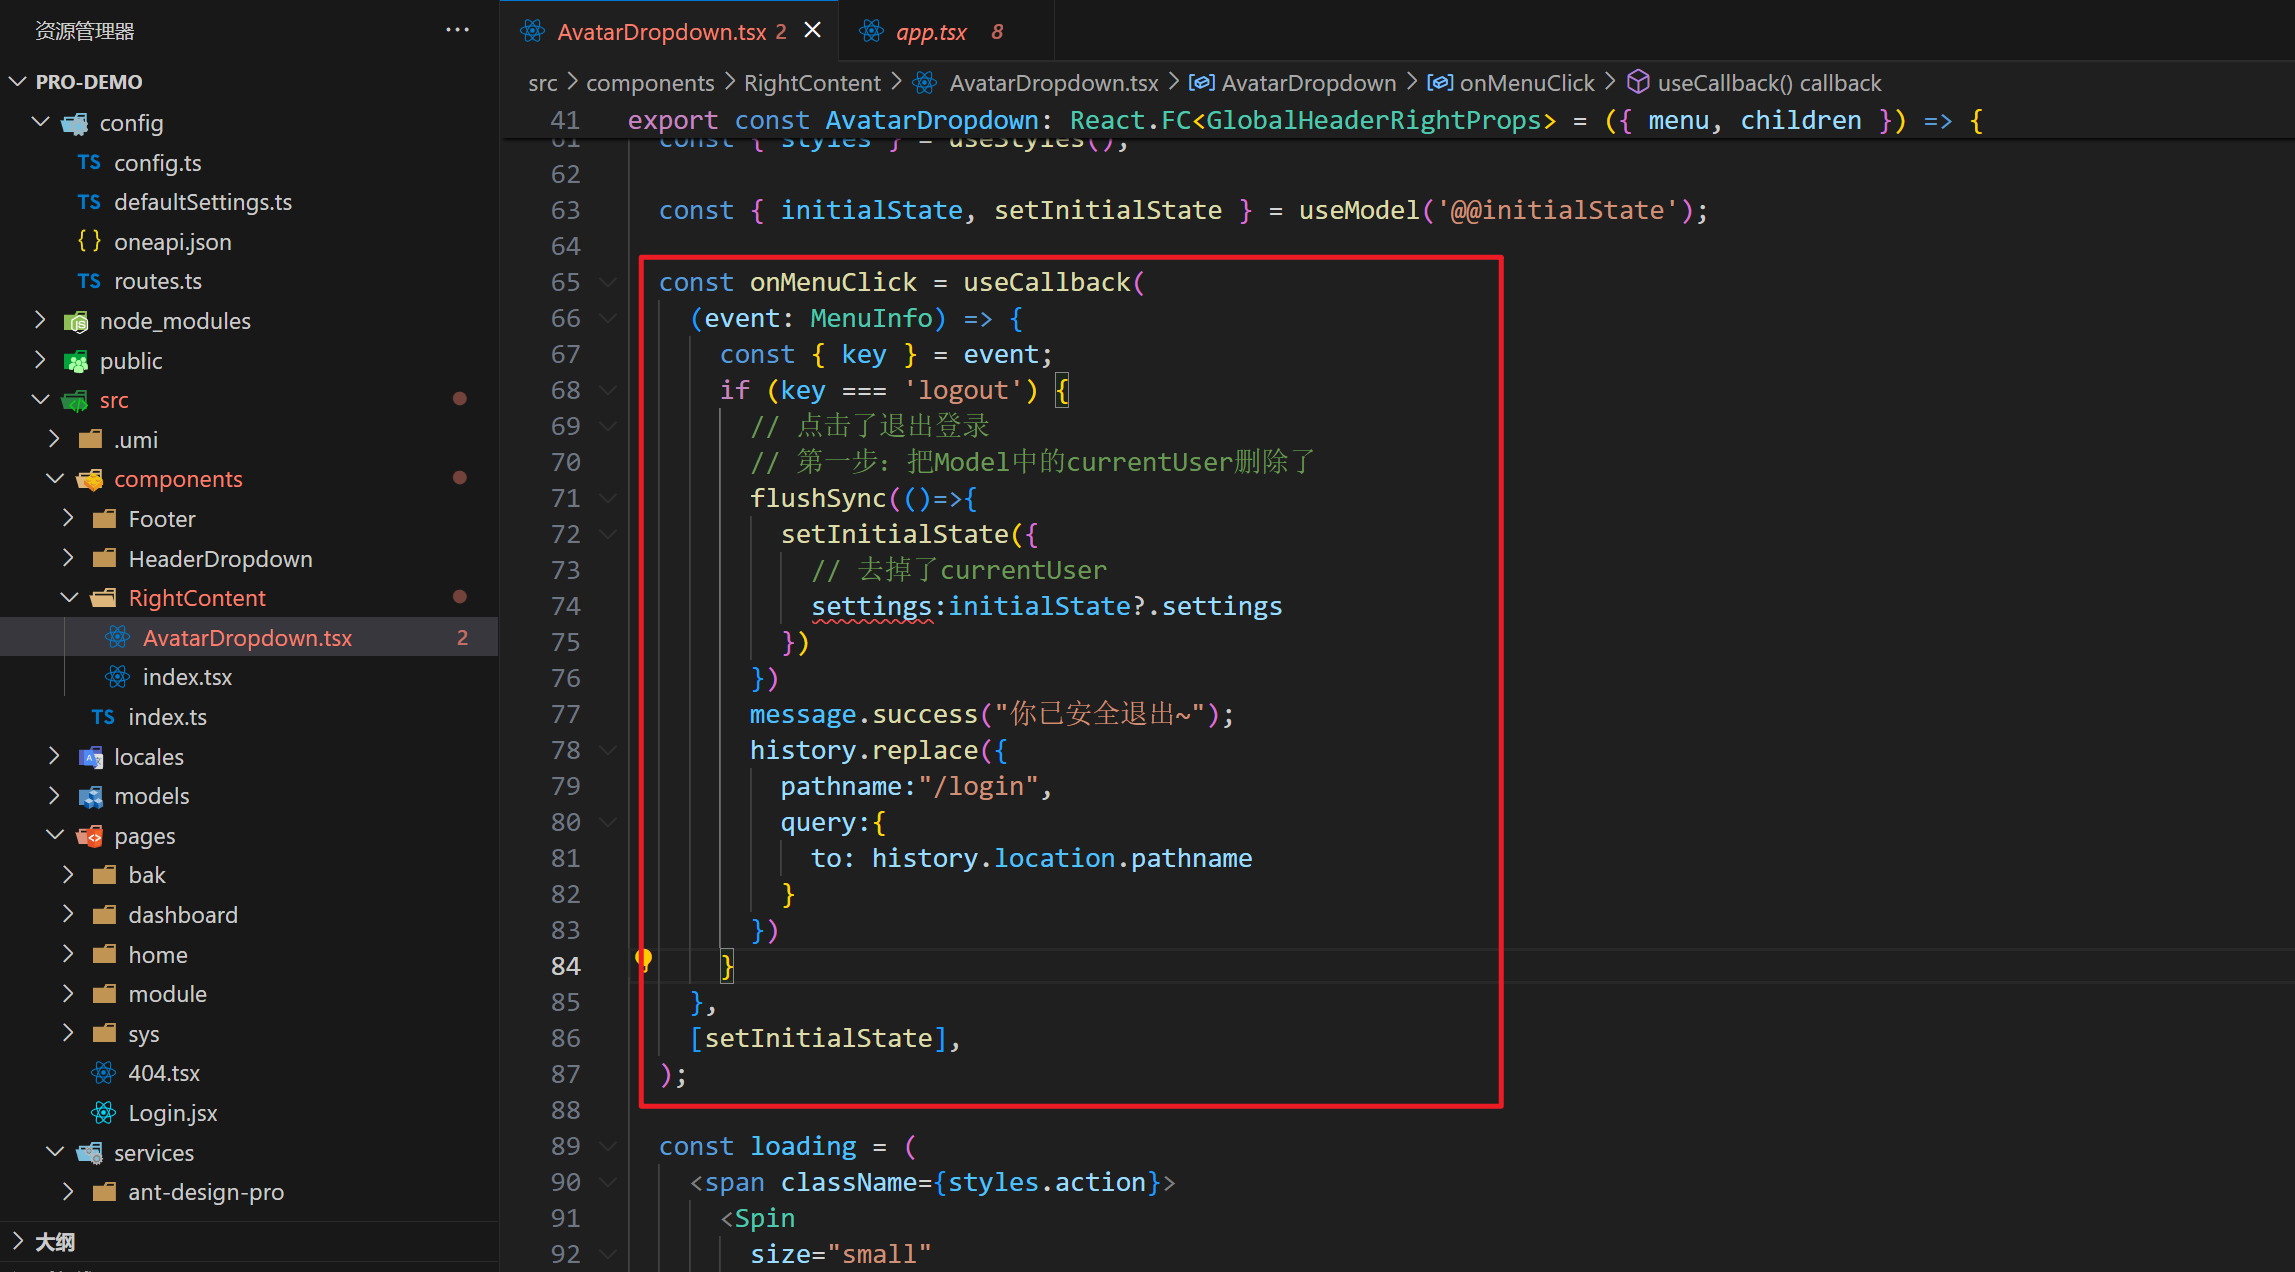 资源管理器
PRO-DEMO
config
TS config.ts
TS defaultSettings.ts
{} oneapi.json
TS routes.ts
node_modules
public
src
.umi
components
Footer
HeaderDropdown
RightContent
AvatarDropdown.tsx 2
index.tsx
TS index.ts
locales
models
pages
bak
dashboard
home
module
sys
404.tsx
Login.jsx
services
ant-design-pro
大纲
AvatarDropdown.tsx 2
app.tsx 8
src > components > RightContent > AvatarDropdown.tsx > AvatarDropdown > onMenuClick > useCallback() callback
41 export const AvatarDropdown: React.FC<GlobalHeaderRightProps> = ({ menu, children }) => {
61 const { styles } = useStyles();
62
63 const { initialState, setInitialState } = useModel('@@initialState');
64
65 const onMenuClick = useCallback(
66 (event: MenuInfo) => {
67 const { key } = event;
68 if (key === 'logout') {
69 // 点击了退出登录
70 // 第一步：把Model中的currentUser删除了
71 flushSync(()=>{
72 setInitialState({
73 // 去掉了currentUser
74 settings:initialState?.settings
75 })
76 })
77 message.success("你已安全退出~");
78 history.replace({
79 pathname:"/login",
80 query:{
81 to: history.location.pathname
82 }
83 })
84 }
85 },
86 [setInitialState],
87 );
88
89 const loading = (
90 <span className={styles.action}>
91 <Spin
92 size="small"